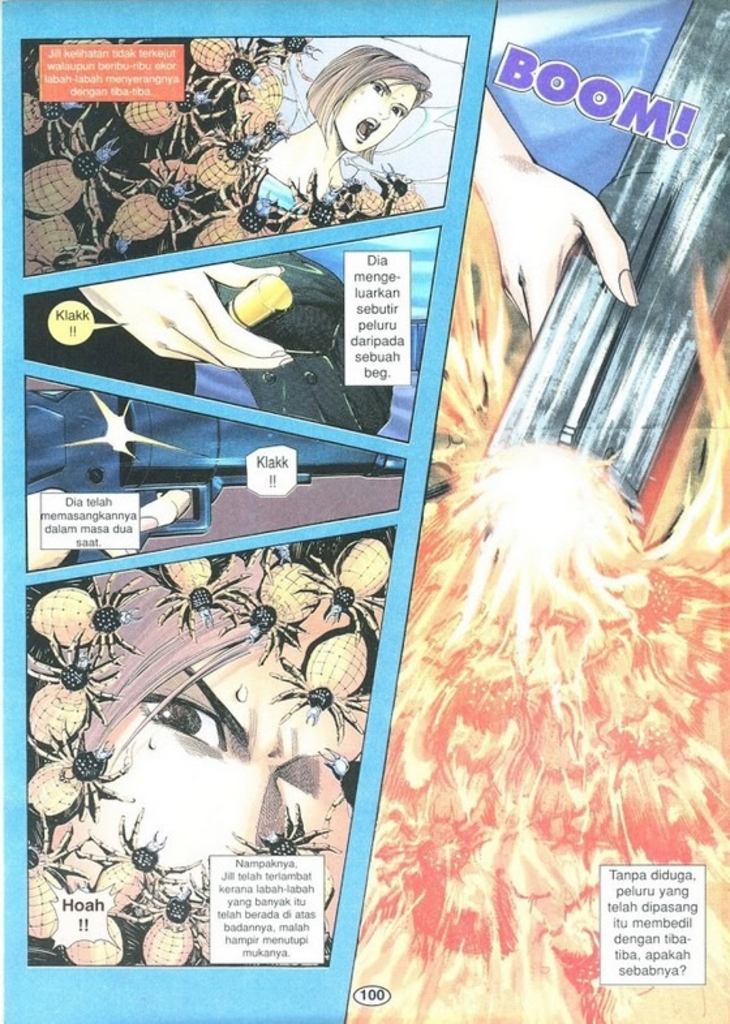 Jill kelihatan tidak terkejut
walaupun beribu-ribu ekor
labah-labah menyerangnya
dengan tiba-tiba.
Dia
menge-
luarkan
sebutir
peluru
daripada
sebuah
beg.
Klakk
!!
Klakk
!!
Dia telah
memasangkannya
dalam masa dua
saat.
Hoah
!!
Nampaknya,
Jill telah terlambat
kerana labah-labah
yang banyak itu
telah berada di atas
badannya, malah
hampir menutupi
mukanya.
BOOM!
Tanpa diduga,
peluru yang
telah dipasang
itu membedil
dengan tiba-
tiba, apakah
sebabnya?
100